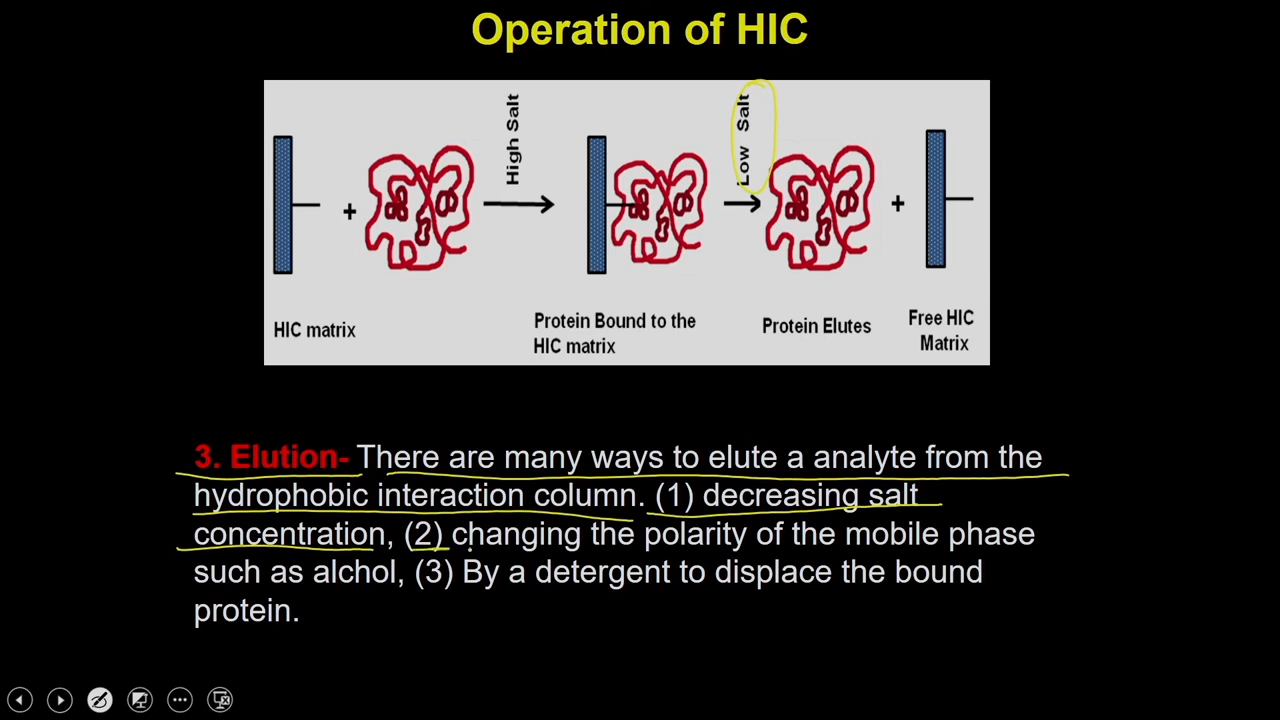 Operation of HIC
High Salt
Low Salt
+
+
HIC matrix
Protein Bound to the
HIC matrix
Protein Elutes
Free HIC
Matrix
3. Elution- There are many ways to elute a analyte from the
hydrophobic interaction column. (1) decreasing salt
concentration, (2) changing the polarity of the mobile phase
such as alchol, (3) By a detergent to displace the bound
protein.